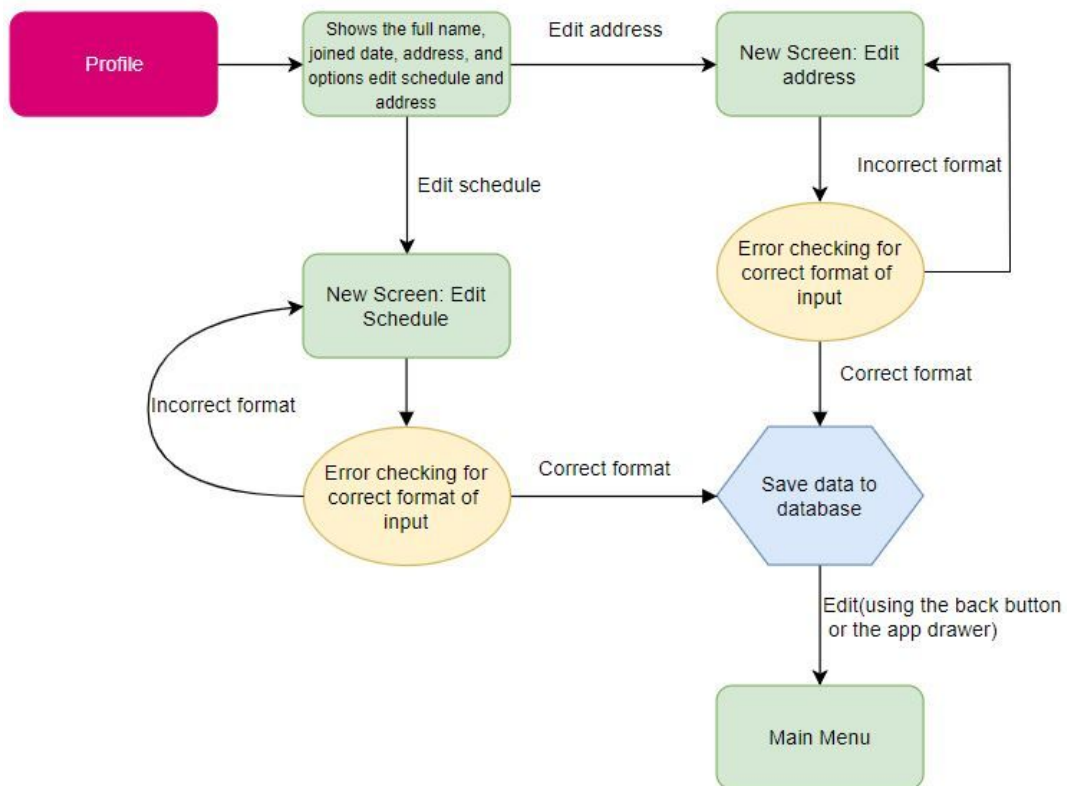 Profile
Shows the full name,
joined date, address, and
options edit schedule and
address
Edit address
New Screen: Edit
address
Edit schedule
Incorrect format
Error checking for
correct format of
input
New Screen: Edit
Schedule
Correct format
Incorrect format
Error checking for
correct format of
input
Correct format
Save data to
database
Edit(using the back button
or the app drawer)
Main Menu